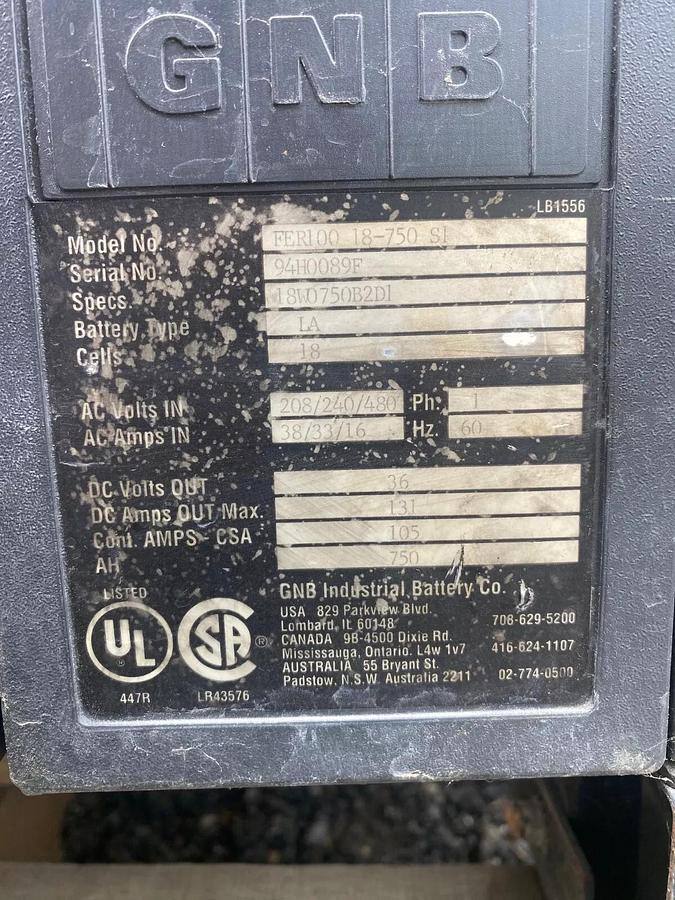 GNB
LB1556
Model No. FER100 18-750 S1
Serial No. 94H0089F
Specs. 18W0750B2D1
Battery Type LA
Cells 18
AC Volts IN 208/240/480 Ph. 1
AC Amps IN 38/33/16 Hz 60
DC Volts OUT 36
DC Amps OUT Max. 131
Cont. AMPS - CSA 105
AH 750
LISTED
UL ®
SA ®
447R
LR43576
GNB Industrial Battery Co.
USA 829 Parkview Blvd.
Lombard, IL 60148 708-629-5200
CANADA 9B-4500 Dixie Rd.
Mississauga, Ontario. L4w 1v7 416-624-1107
AUSTRALIA 55 Bryant St.
Padstow, N.S.W. Australia 2211 02-774-0500